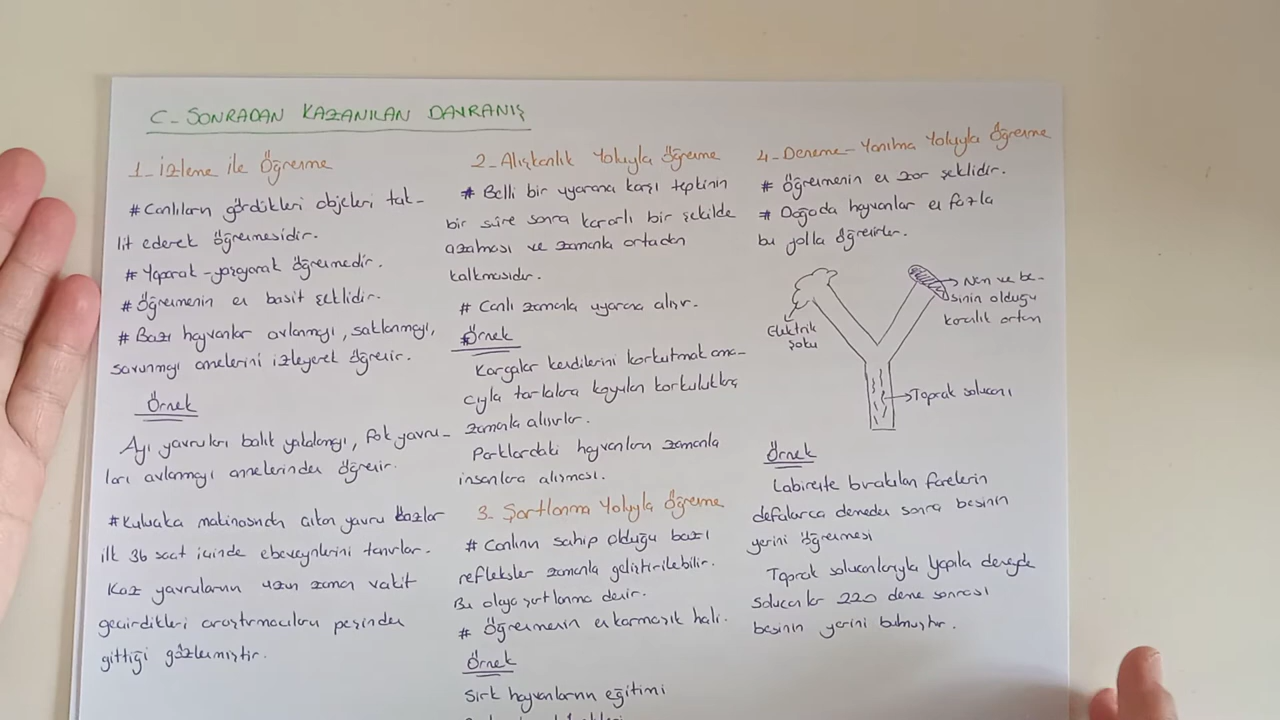 C- SONRADAN KAZANILAN DAVRANIŞ
1- İzleme ile Öğrenme
# Canlıların gördükleri objeleri tak-
lit ederek öğrenmesidir.
# Yaparak-yaşayarak öğrenmedir.
# Öğrenmenin en basit şeklidir.
# Bazı hayvanlar avlanmayı, saklanmayı,
savunmayı annelerini izleyerek öğrenir.
Örnek
Ayı yavruları balık yakalamayı, fok yavru-
ları avlanmayı annelerinden öğrenir.
# Kuluçka makinasından çıkan yavru kazlar
ilk 36 saat içinde ebeveynlerini tanırlar.
Kaz yavrularının uzun zaman vakit
geçirdikleri araştırmacıların peşinden
gittiği gözlenmiştir.
2- Alışkanlık Yoluyla Öğrenme
# Belli bir uyarana karşı tepkinin
bir süre sonra kararlı bir şekilde
azalması ve zamanla ortadan
kalkmasıdır.
# Canlı zamanla uyarana alışır.
# Örnek
Kargalar kendilerini korkutmak ama-
cıyla tarlalara koyulan korkuluklara
zamanla alışırlar.
Parklardaki hayvanların zamanla
insanlara alışması.
3- Şartlanma Yoluyla Öğrenme
# Canlının sahip olduğu bazı
refleksler zamanla geliştirilebilir.
Bu olaya şartlanma denir.
# Öğrenmenin en karmaşık hali.
Örnek
Sirk hayvanlarının eğitimi
4- Deneme-Yanılma Yoluyla Öğrenme
# Öğrenmenin en zor şeklidir.
# Doğada hayvanlar en fazla
bu yolla öğrenirler.
Nem ve be-
sinin olduğu
karanlık ortam
Elektrik
şoku
Toprak solucanı
Örnek
Labirente bırakılan farelerin
defalarca denedikten sonra besinin
yerini öğrenmesi
Toprak solucanlarıyla yapılan deneyde
solucanlar 220 deneme sonrası
besinin yerini bulmuştur.